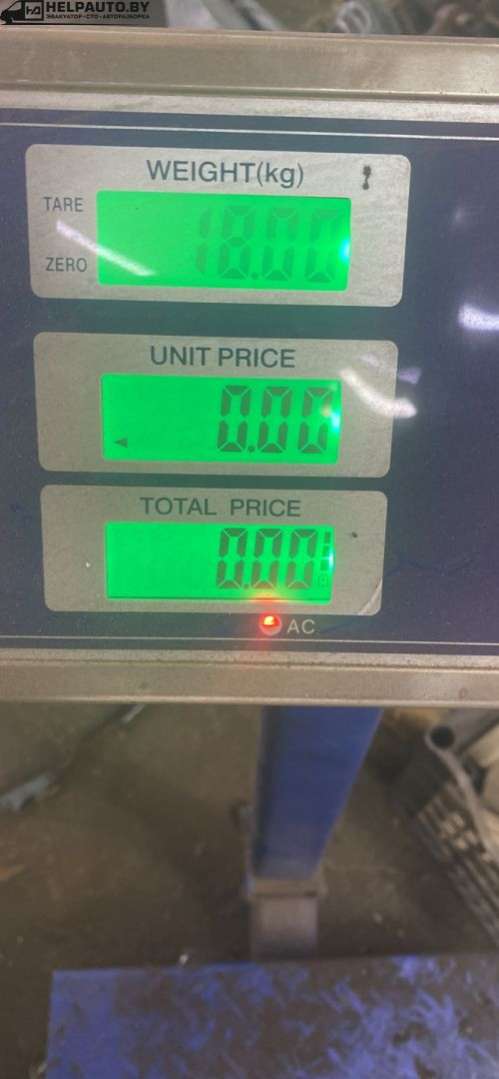 HELPAUTO.BY
ЭВАКУАТОР • СТО • АВТОРАЗБОРКА
WEIGHT(kg)
TARE
18.00
ZERO
UNIT PRICE
0.00
TOTAL PRICE
0.00
AC